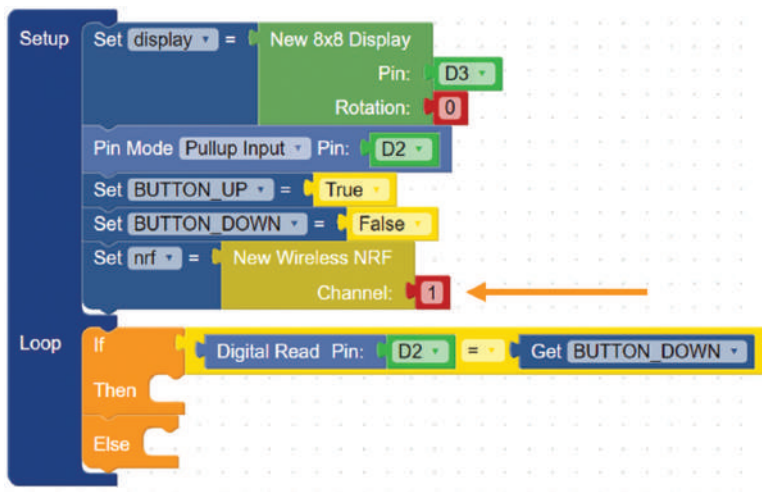 Setup Set display = New 8x8 Display
Pin: D3
Rotation: 0
Pin Mode Pullup Input Pin: D2
Set BUTTON_UP = True
Set BUTTON_DOWN = False
Set nrf = New Wireless NRF
Channel: 1
Loop If Digital Read Pin: D2 = Get BUTTON_DOWN
Then
Else